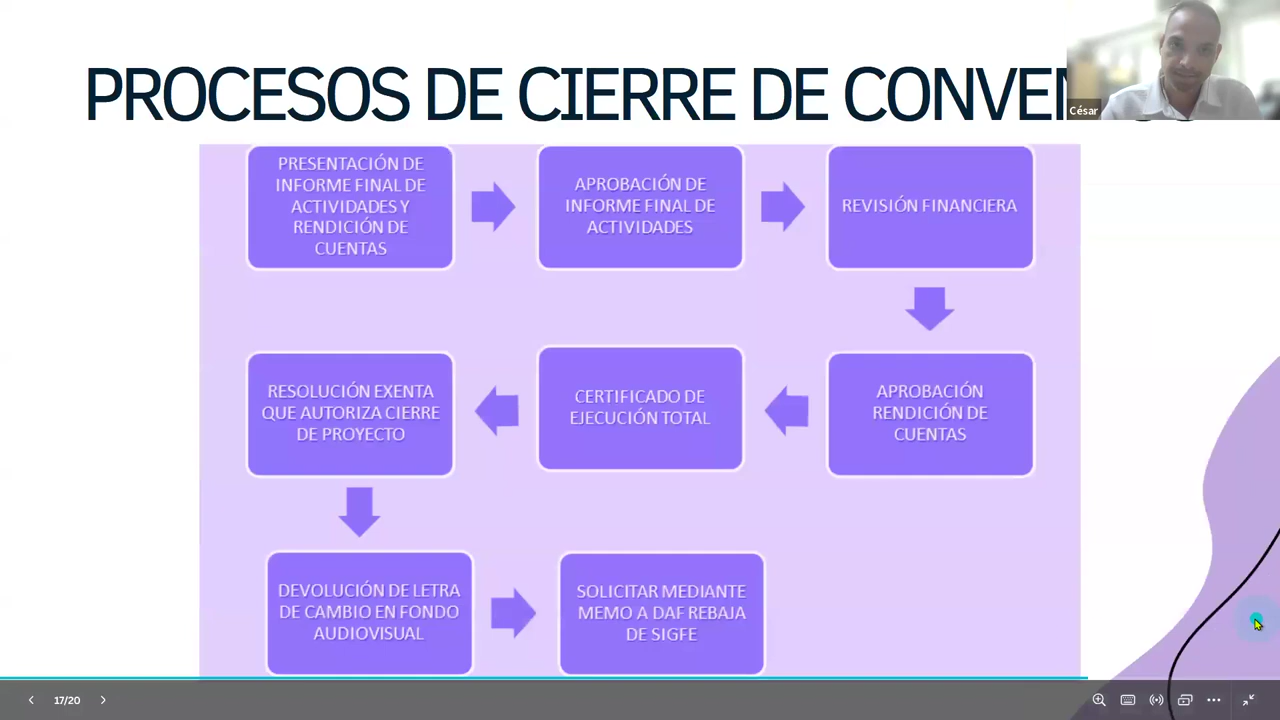 PROCESOS DE CIERRE DE
César
PRESENTACIÓN DE
INFORME FINAL DE
ACTIVIDADES Y
RENDICIÓN DE
CUENTAS
APROBACIÓN DE
INFORME FINAL DE
ACTIVIDADES
REVISIÓN FINANCIERA
APROBACIÓN
RENDICIÓN DE
CUENTAS
CERTIFICADO DE
EJECUCIÓN TOTAL
RESOLUCIÓN EXENTA
QUE AUTORIZA CIERRE
DE PROYECTO
DEVOLUCIÓN DE LETRA
DE CAMBIO EN FONDO
AUDIOVISUAL
SOLICITAR MEDIANTE
MEMO A DAF REBAJA
DE SIGFE
17/20